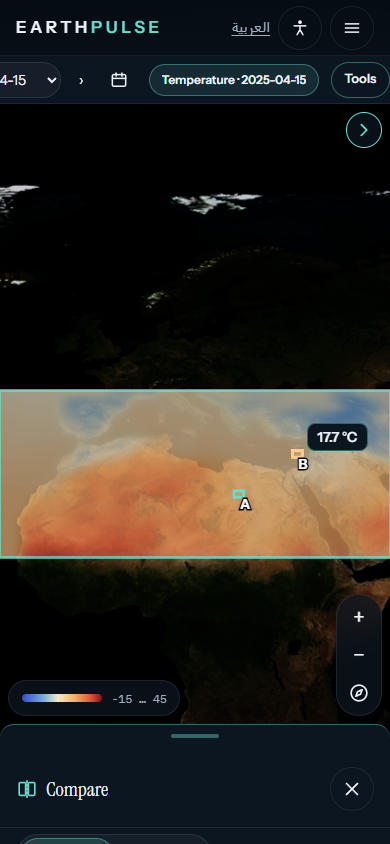 EARTHPULSE
العربية
4-15
Temperature · 2025-04-15
Tools
17.7 °C
B
A
-15 … 45
Compare